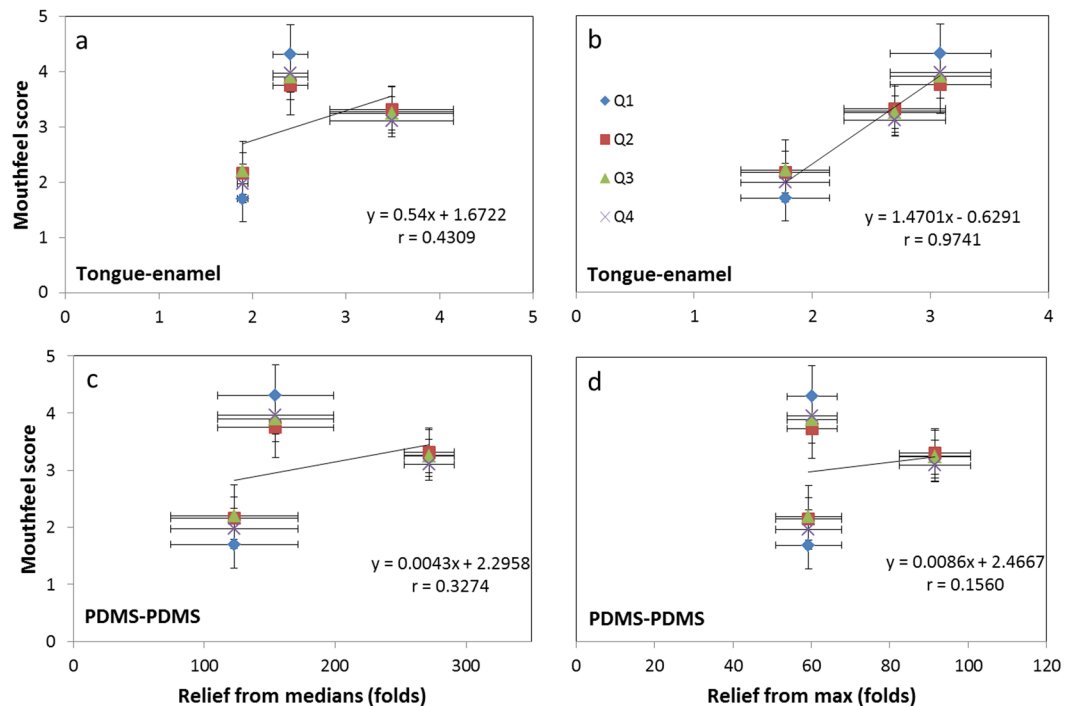 a
Mouthfeel score
5
4
3
2
1
0
y = 0.54x + 1.6722
r = 0.4309
Tongue-enamel
0 1 2 3 4 5
b
Q1
Q2
Q3
Q4
y = 1.4701x - 0.6291
r = 0.9741
Tongue-enamel
0 1 2 3 4
c
Mouthfeel score
5
4
3
2
1
0
y = 0.0043x + 2.2958
r = 0.3274
PDMS-PDMS
0 100 200 300
Relief from medians (folds)
d
y = 0.0086x + 2.4667
r = 0.1560
PDMS-PDMS
0 20 40 60 80 100 120
Relief from max (folds)